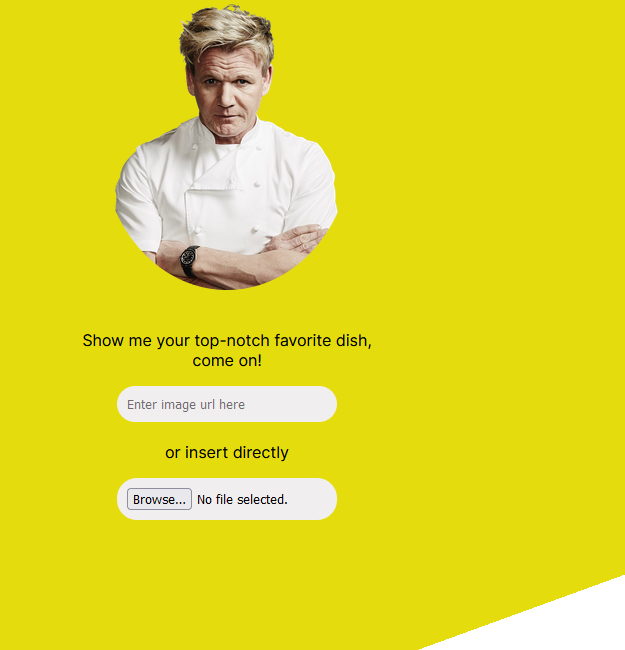 Show me your top-notch favorite dish,
come on!
Enter image url here
or insert directly
Browse... No file selected.